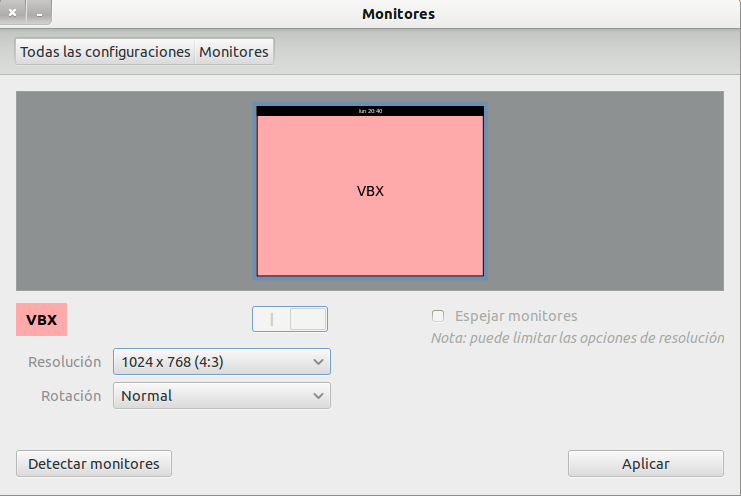 Monitores
Todas las configuraciones Monitores
lun 20:40
VBX
VBX
Espejar monitores
Nota: puede limitar las opciones de resolución
Resolución 1024 x 768 (4:3)
Rotación Normal
Detectar monitores Aplicar